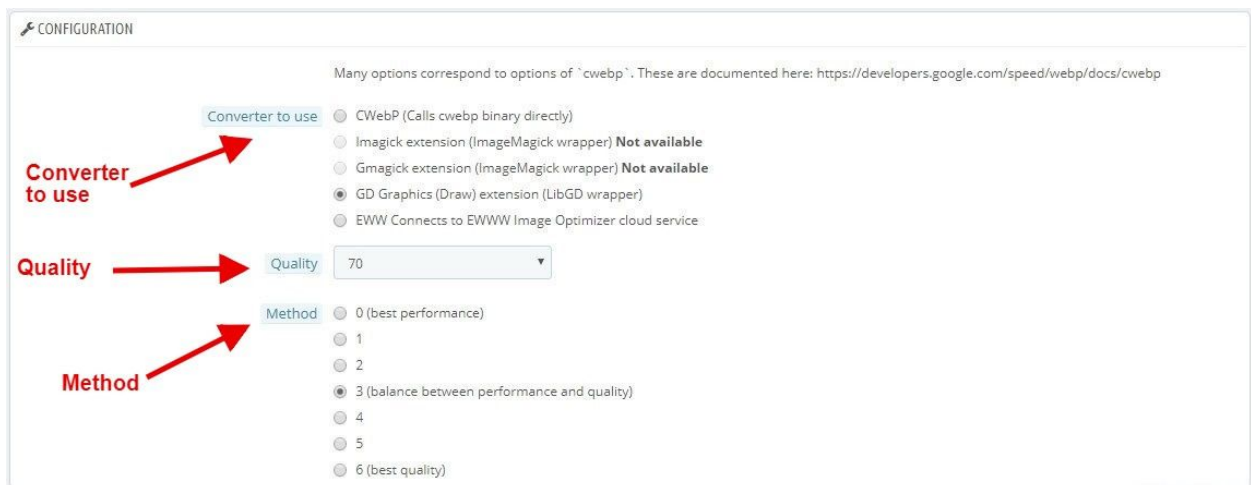 CONFIGURATION
Many options correspond to options of `cwebp`. These are documented here: https://developers.google.com/speed/webp/docs/cwebp
Converter to use CWebP (Calls cwebp binary directly)
Imagick extension (ImageMagick wrapper) Not available
Gmagick extension (ImageMagick wrapper) Not available
Converter
to use
GD Graphics (Draw) extension (LibGD wrapper)
EWW Connects to EWWW Image Optimizer cloud service
Quality Quality 70
Method 0 (best performance)
1
2
Method
3 (balance between performance and quality)
4
5
6 (best quality)